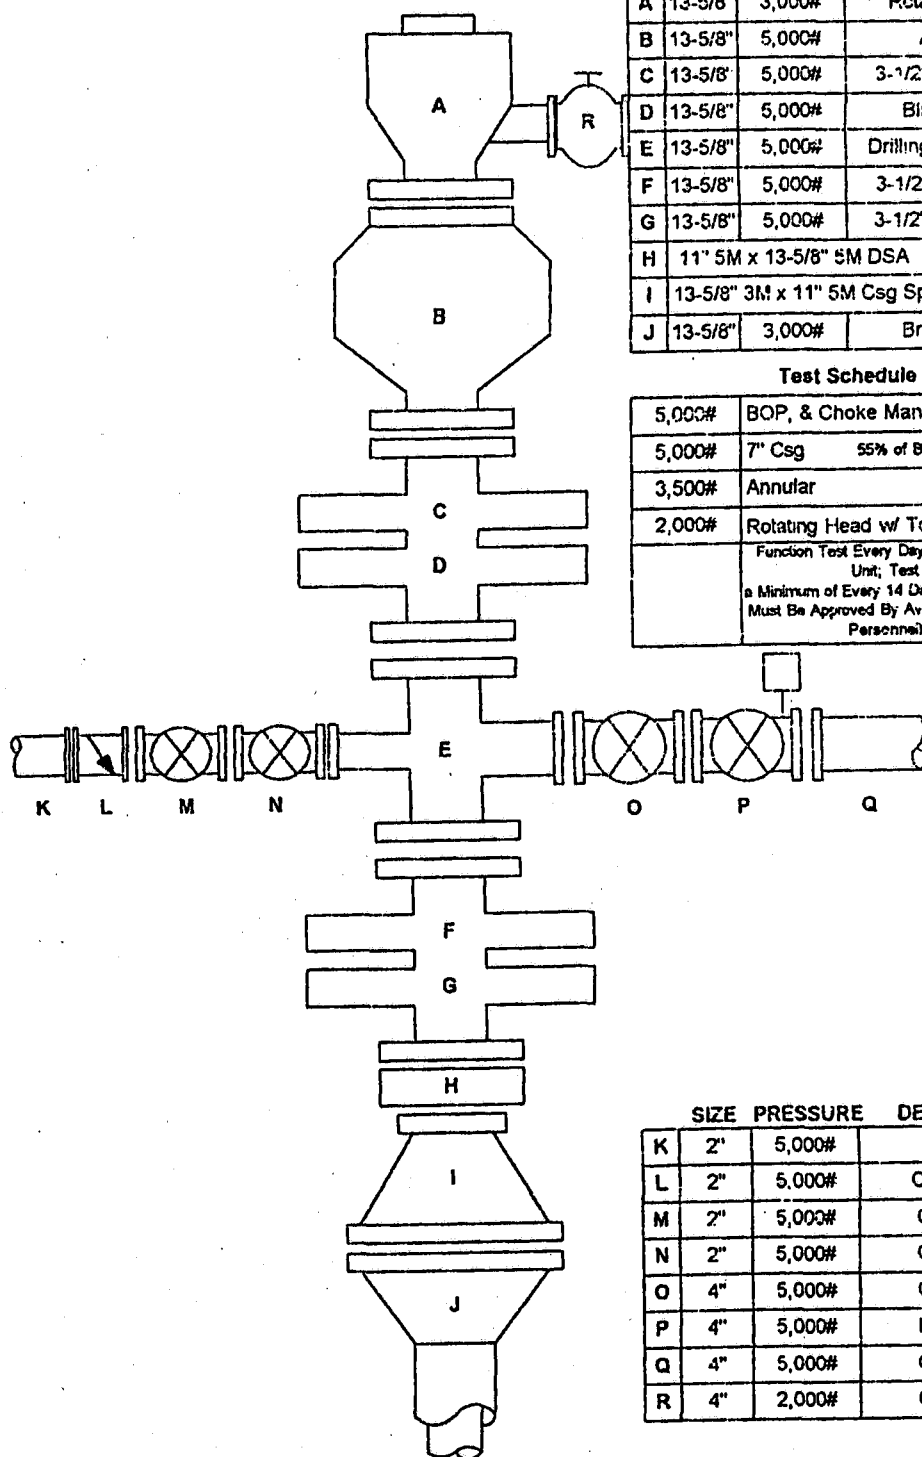 A 13-5/8" 3,000#
B 13-5/8" 5,000#
C 13-5/8" 5,000# 3-1/2"
D 13-5/8" 5,000# Bl
E 13-5/8" 5,000# Drilling
F 13-5/8" 5,000# 3-1/2
G 13-5/8" 5,000# 3-1/2"
H 11" 5M x 13-5/8" 5M DSA
I 13-5/8" 3M x 11" 5M Csg Sp
J 13-5/8" 3,000# Br
Test Schedule
5,000# BOP, & Choke Man
5,000# 7" Csg 55% of B
3,500# Annular
2,000# Rotating Head w/ To
Function Test Every Day
Unit; Test
a Minimum of Every 14 Da
Must Be Approved By Av
Personnel
A
R
B
C
D
E
K L M N O P Q
F
G
H
I
J
SIZE PRESSURE DE
K 2" 5,000#
L 2" 5,000# C
M 2" 5,000#
N 2" 5,000#
O 4" 5,000#
P 4" 5,000#
Q 4" 5,000#
R 4" 2,000#